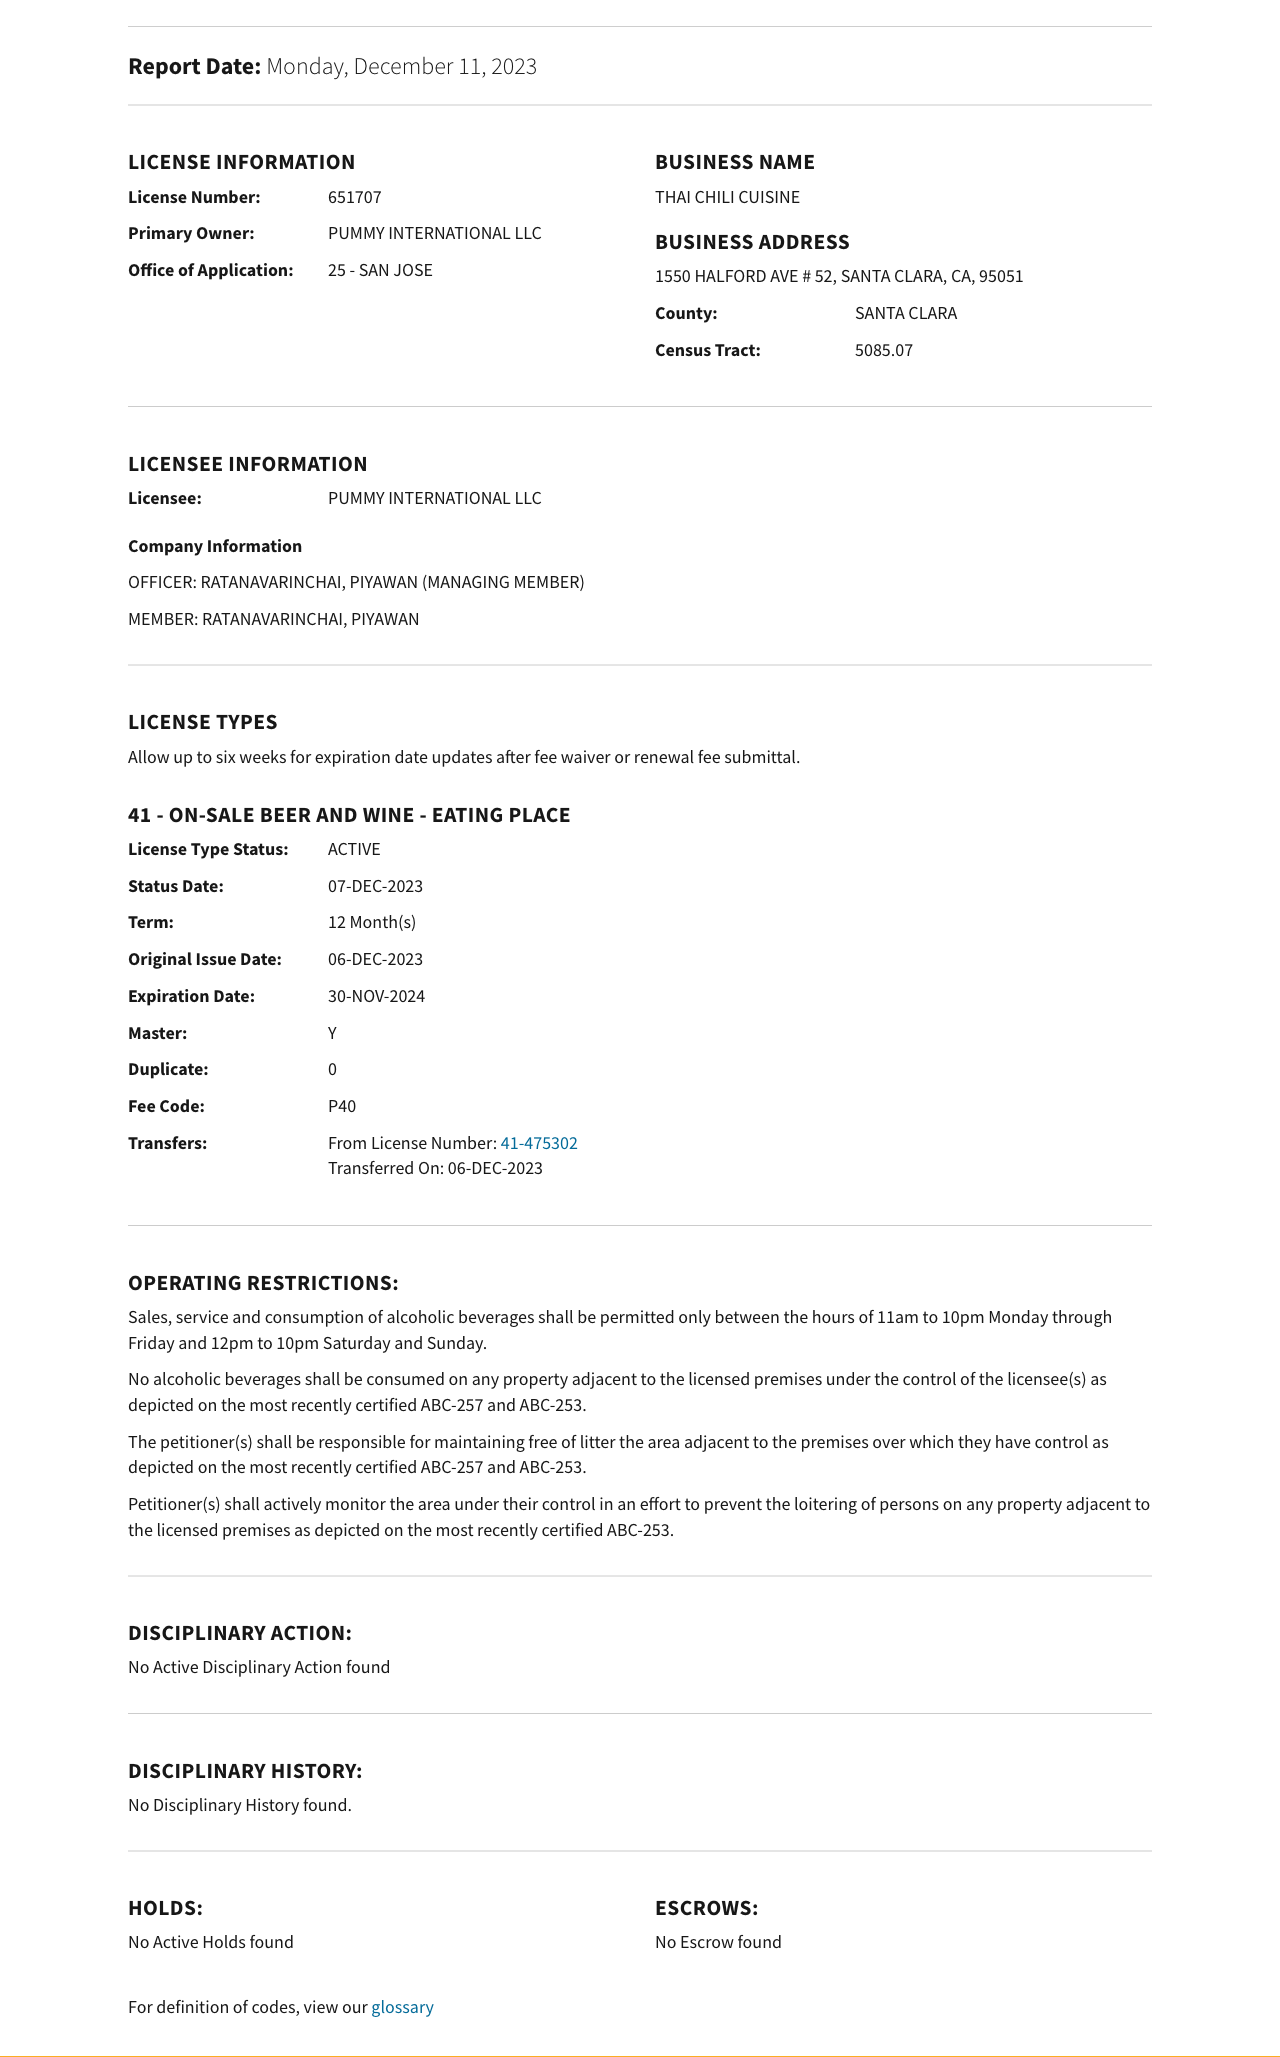 Report Date: Monday, December 11, 2023
LICENSE INFORMATION
License Number: 651707
Primary Owner: PUMMY INTERNATIONAL LLC
Office of Application: 25 - SAN JOSE
BUSINESS NAME
THAI CHILI CUISINE
BUSINESS ADDRESS
1550 HALFORD AVE # 52, SANTA CLARA, CA, 95051
County: SANTA CLARA
Census Tract: 5085.07
LICENSEE INFORMATION
Licensee: PUMMY INTERNATIONAL LLC
Company Information
OFFICER: RATANAVARINCHAI, PIYAWAN (MANAGING MEMBER)
MEMBER: RATANAVARINCHAI, PIYAWAN
LICENSE TYPES
Allow up to six weeks for expiration date updates after fee waiver or renewal fee submittal.
41 - ON-SALE BEER AND WINE - EATING PLACE
License Type Status: ACTIVE
Status Date: 07-DEC-2023
Term: 12 Month(s)
Original Issue Date: 06-DEC-2023
Expiration Date: 30-NOV-2024
Master: Y
Duplicate: 0
Fee Code: P40
Transfers: From License Number: 41-475302
Transferred On: 06-DEC-2023
OPERATING RESTRICTIONS:
Sales, service and consumption of alcoholic beverages shall be permitted only between the hours of 11am to 10pm Monday through
Friday and 12pm to 10pm Saturday and Sunday.
No alcoholic beverages shall be consumed on any property adjacent to the licensed premises under the control of the licensee(s) as
depicted on the most recently certified ABC-257 and ABC-253.
The petitioner(s) shall be responsible for maintaining free of litter the area adjacent to the premises over which they have control as
depicted on the most recently certified ABC-257 and ABC-253.
Petitioner(s) shall actively monitor the area under their control in an effort to prevent the loitering of persons on any property adjacent to
the licensed premises as depicted on the most recently certified ABC-253.
DISCIPLINARY ACTION:
No Active Disciplinary Action found
DISCIPLINARY HISTORY:
No Disciplinary History found.
HOLDS:
No Active Holds found
ESCROWS:
No Escrow found
For definition of codes, view our glossary